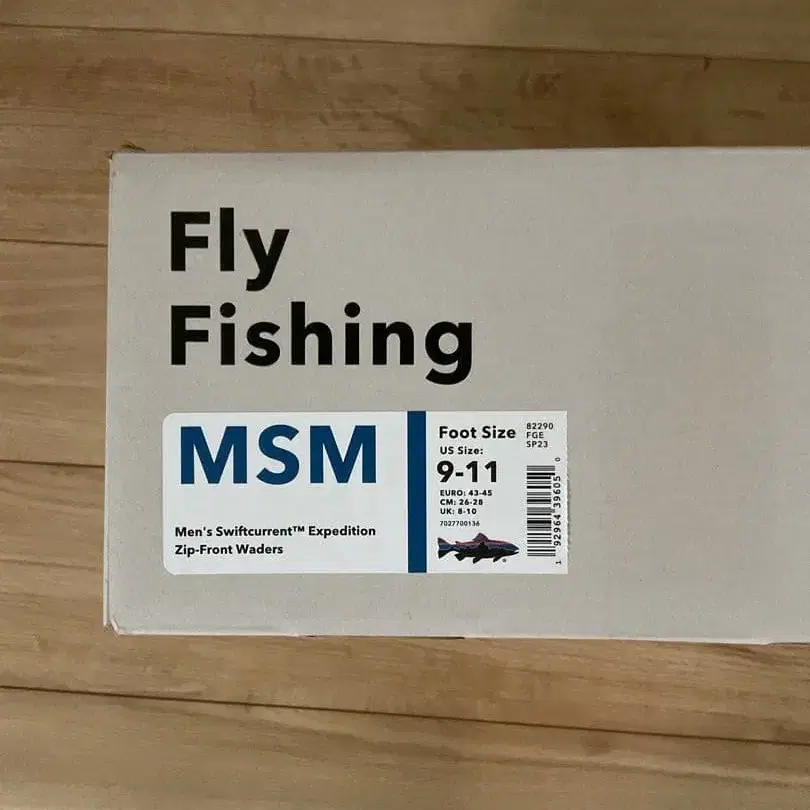 Fly
Fishing
MSM
Men's Swiftcurrent™ Expedition
Zip-Front Waders
Foot Size
US Size:
9-11
EURO: 43-45
CM: 26-28
UK: 8-10
7027700136
82290
FGE
SP23
1 92964 39605 0
®